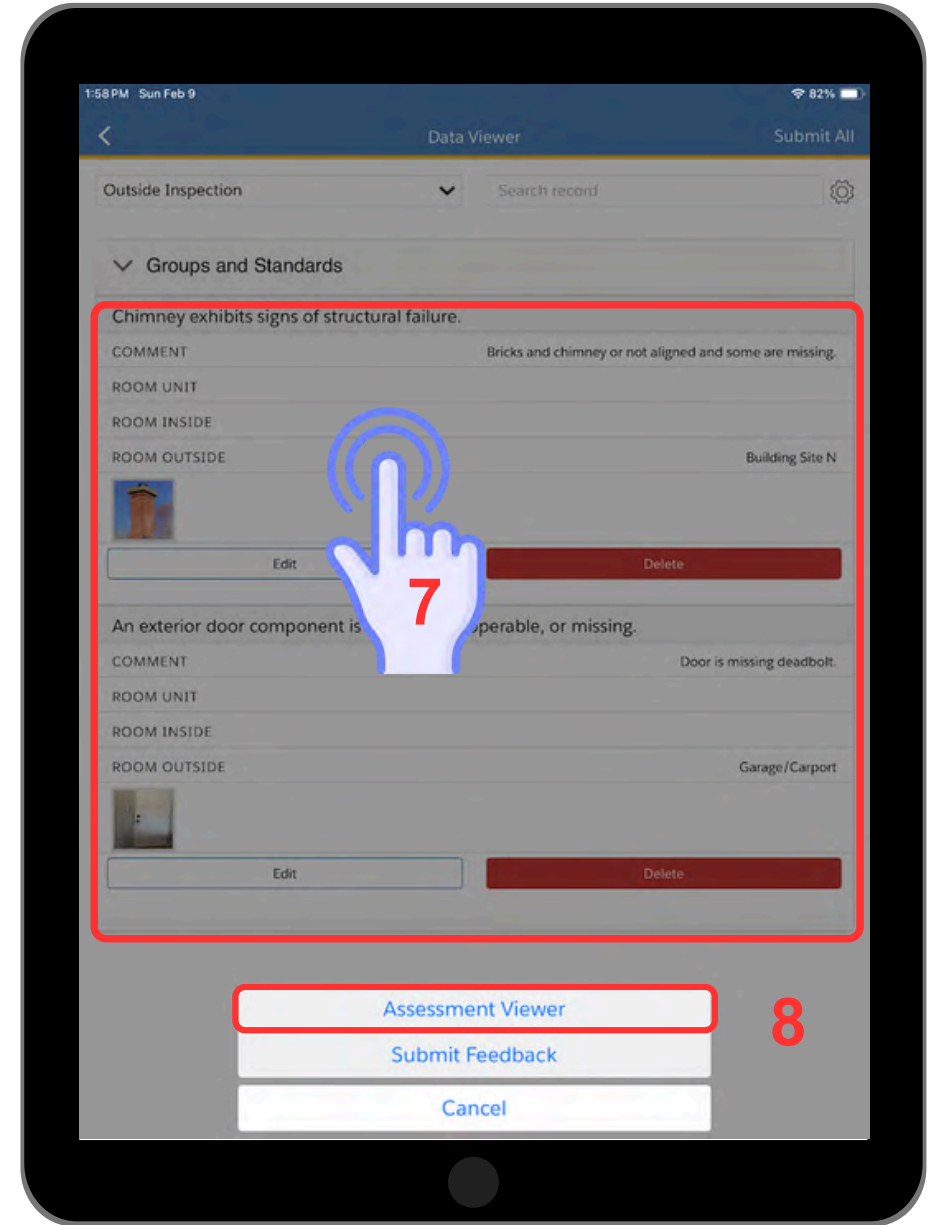 1:58 PM Sun Feb 9 82%
Data Viewer Submit All
Outside Inspection Search record
Groups and Standards
Chimney exhibits signs of structural failure.
COMMENT Bricks and chimney or not aligned and some are missing.
ROOM UNIT
ROOM INSIDE
ROOM OUTSIDE Building Site N
Edit Delete
7
An exterior door component is operable, or missing.
COMMENT Door is missing deadbolt.
ROOM UNIT
ROOM INSIDE
ROOM OUTSIDE Garage/Carport
Edit Delete
Assessment Viewer
8
Submit Feedback
Cancel